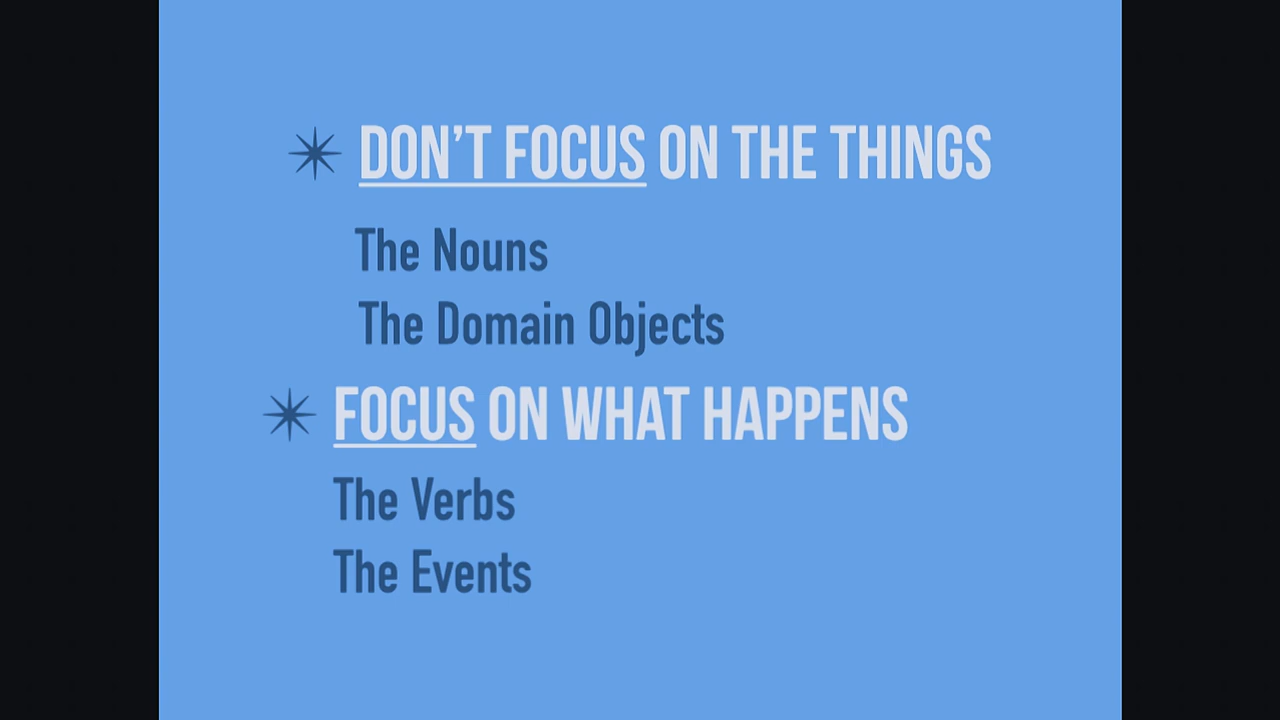 DON'T FOCUS ON THE THINGS
The Nouns
The Domain Objects
FOCUS ON WHAT HAPPENS
The Verbs
The Events